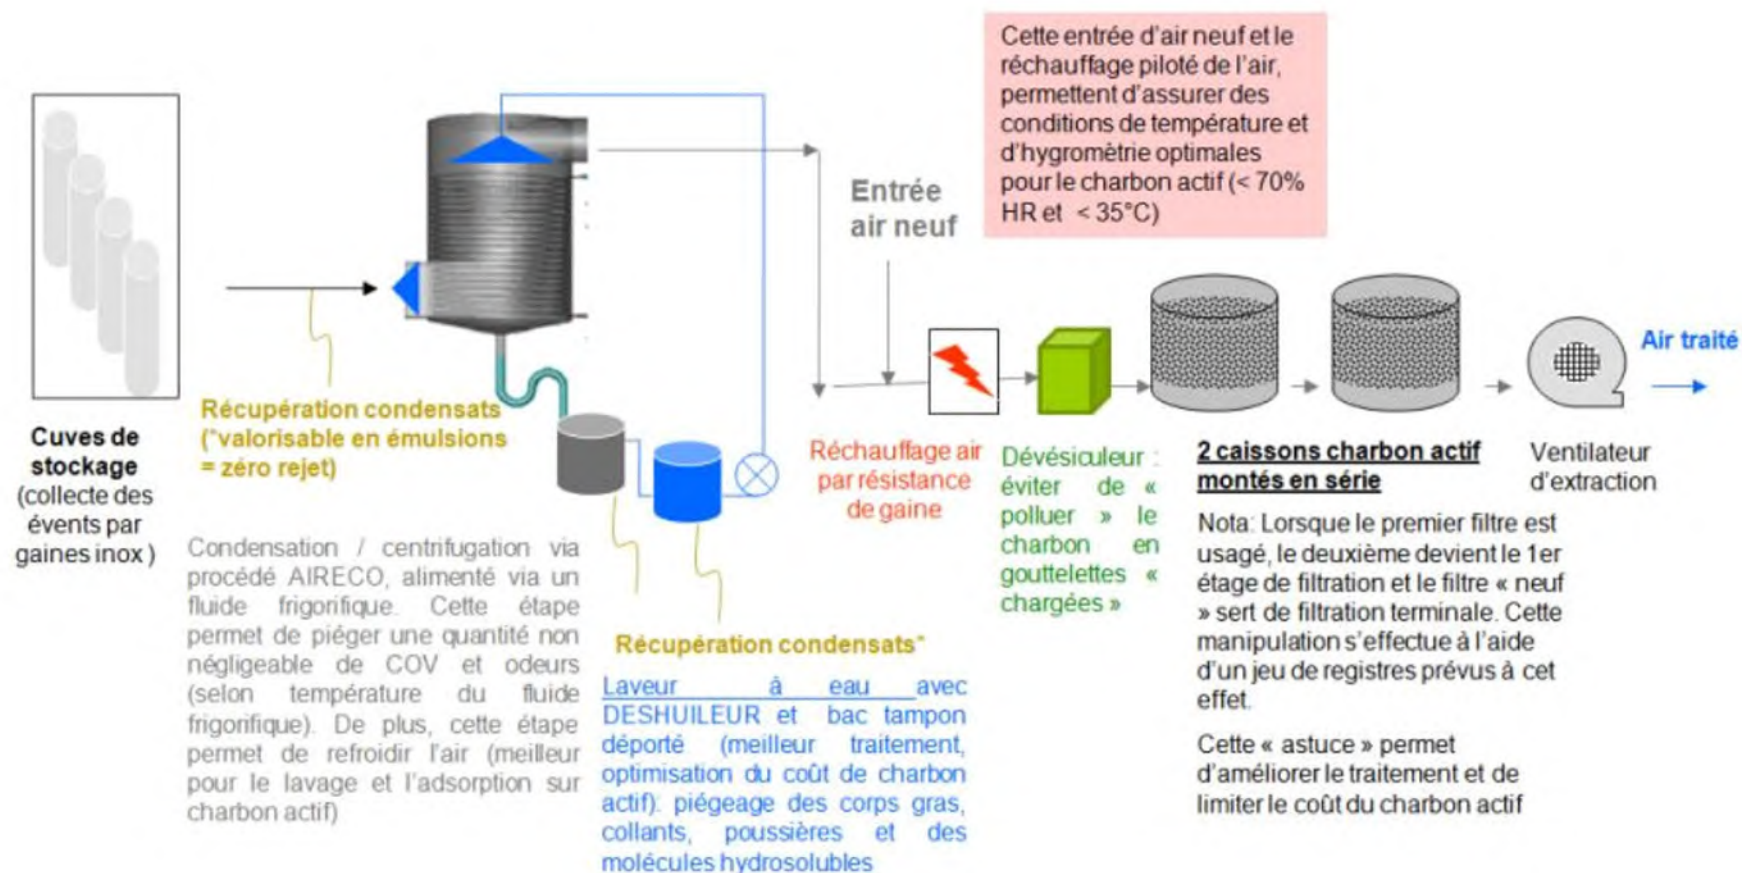 Cette entrée d'air neuf et le
réchauffage piloté de l'air,
permettent d'assurer des
conditions de température et
d'hygromètrie optimales
pour le charbon actif (< 70%
HR et < 35°C)
Entrée
air neuf
Air traité
Cuves de
stockage
(collecte des
évents par
gaines inox )
Récupération condensats
(*valorisable en émulsions
= zéro rejet)
Condensation / centrifugation via
procédé AIRECO, alimenté via un
fluide frigorifique. Cette étape
permet de piéger une quantité non
négligeable de COV et odeurs
(selon température du fluide
frigorifique). De plus, cette étape
permet de refroidir l'air (meilleur
pour le lavage et l'adsorption sur
charbon actif)
Récupération condensats*
Laveur à eau avec
DESHUILEUR et bac tampon
déporté (meilleur traitement,
optimisation du coût de charbon
actif): piégeage des corps gras,
collants, poussières et des
molécules hydrosolubles
Réchauffage air
par résistance
de gaine
Dévésiculeur :
éviter de «
polluer » le
charbon en
gouttelettes «
chargées »
2 caissons charbon actif
montés en série
Nota: Lorsque le premier filtre est
usagé, le deuxième devient le 1er
étage de filtration et le filtre « neuf
» sert de filtration terminale. Cette
manipulation s'effectue à l'aide
d'un jeu de registres prévus à cet
effet.
Cette « astuce » permet
d'améliorer le traitement et de
limiter le coût du charbon actif
Ventilateur
d'extraction